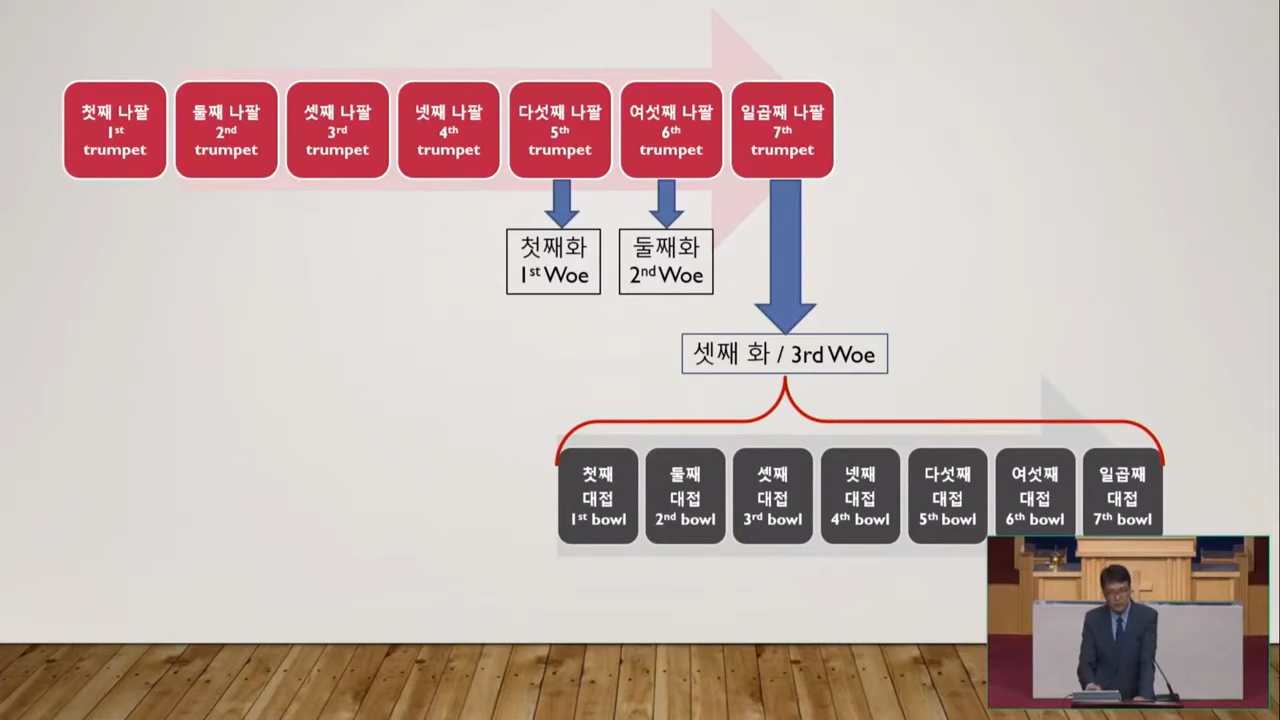 첫째 나팔
1st
trumpet
둘째 나팔
2nd
trumpet
셋째 나팔
3rd
trumpet
넷째 나팔
4th
trumpet
다섯째 나팔
5th
trumpet
여섯째 나팔
6th
trumpet
일곱째 나팔
7th
trumpet
첫째화
1st Woe
둘째화
2nd Woe
셋째 화 / 3rd Woe
첫째
대접
1st bowl
둘째
대접
2nd bowl
셋째
대접
3rd bowl
넷째
대접
4th bowl
다섯째
대접
5th bowl
여섯째
대접
6th bowl
일곱째
대접
7th bowl